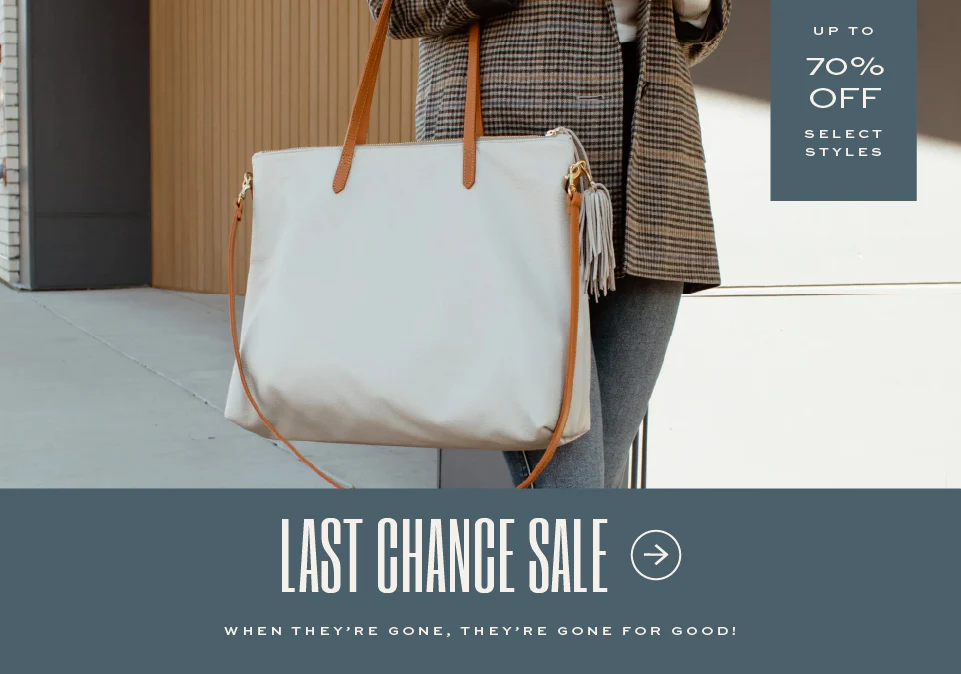 UP TO
70%
OFF
SELECT
STYLES
LAST CHANCE SALE
WHEN THEY'RE GONE, THEY'RE GONE FOR GOOD!